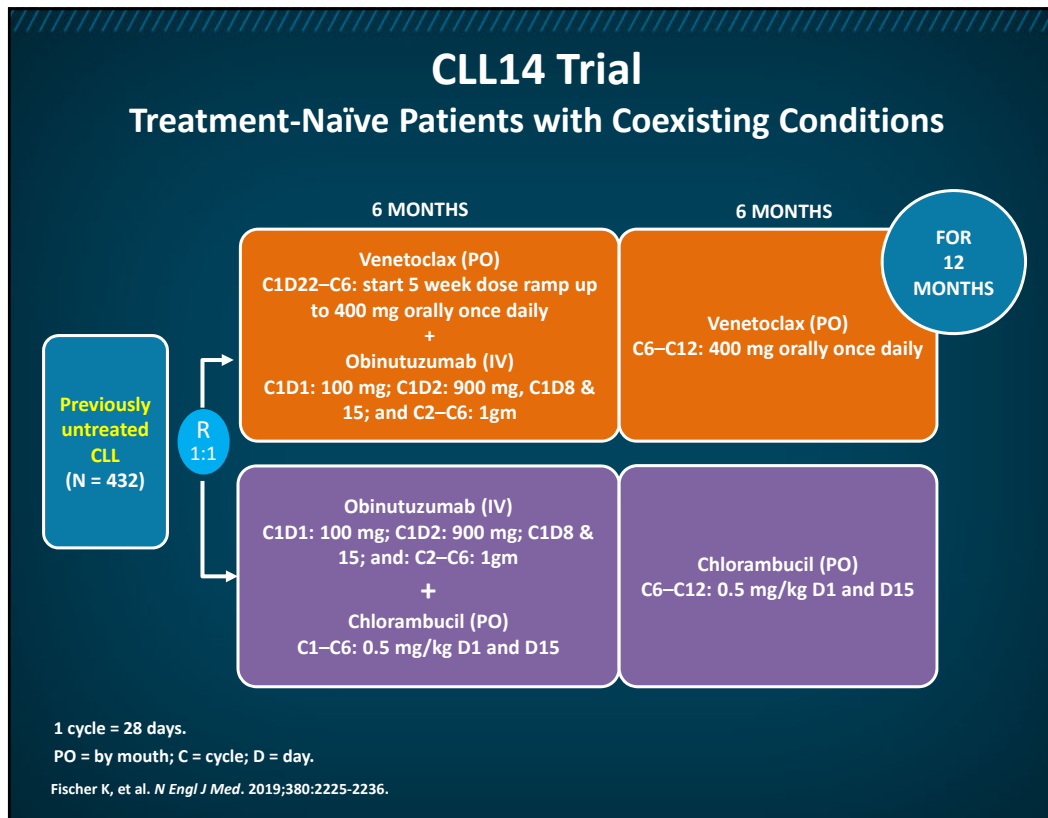 CLL14 Trial
Treatment-Naïve Patients with Coexisting Conditions
6 MONTHS
6 MONTHS
FOR
12
MONTHS
Previously
untreated
CLL
(N = 432)
R
1:1
Venetoclax (PO)
C1D22–C6: start 5 week dose ramp up
to 400 mg orally once daily
+
Obinutuzumab (IV)
C1D1: 100 mg; C1D2: 900 mg, C1D8 &
15; and C2–C6: 1gm
Venetoclax (PO)
C6–C12: 400 mg orally once daily
Obinutuzumab (IV)
C1D1: 100 mg; C1D2: 900 mg; C1D8 &
15; and: C2–C6: 1gm
+
Chlorambucil (PO)
C1–C6: 0.5 mg/kg D1 and D15
Chlorambucil (PO)
C6–C12: 0.5 mg/kg D1 and D15
1 cycle = 28 days.
PO = by mouth; C = cycle; D = day.
Fischer K, et al. N Engl J Med. 2019;380:2225-2236.